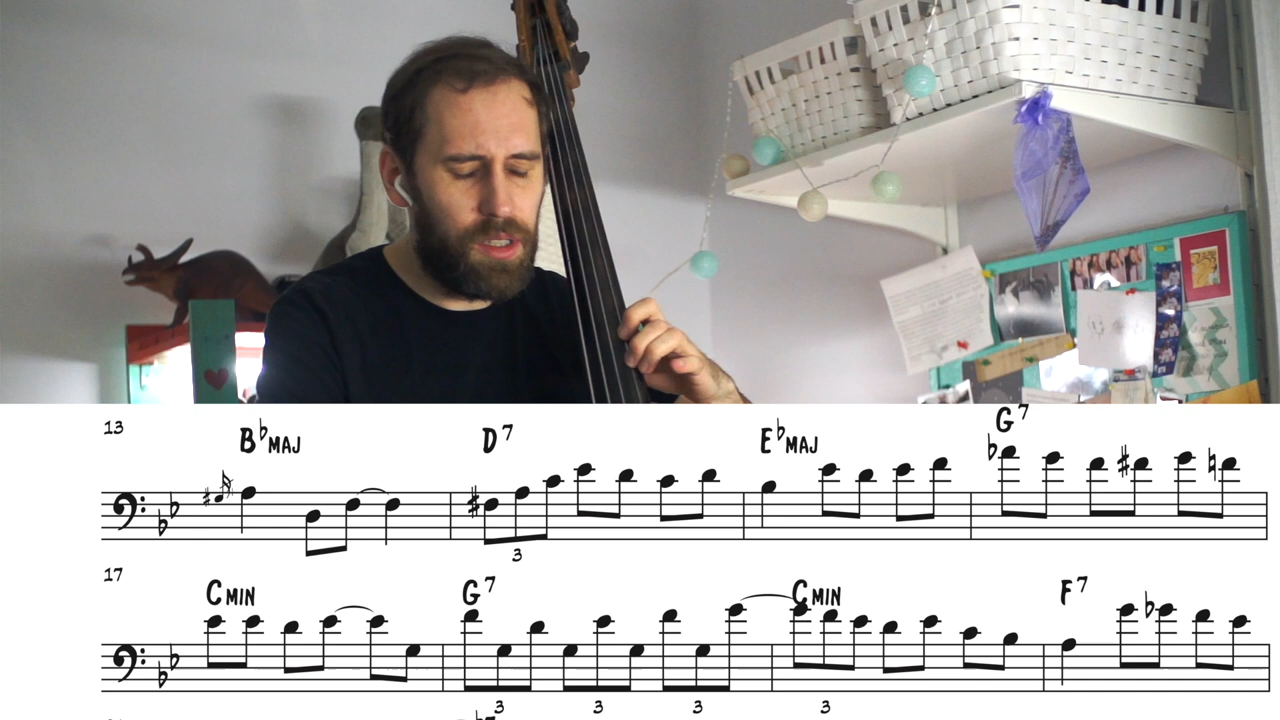 G7
13 B♭MAJ D7 E♭MAJ
3
17
CMIN G7 CMIN F7
3 3 3 3